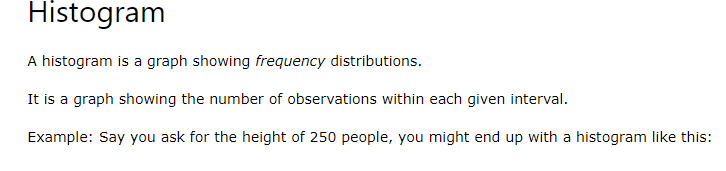 Histogram
A histogram is a graph showing frequency distributions.
It is a graph showing the number of observations within each given interval.
Example: Say you ask for the height of 250 people, you might end up with a histogram like this: